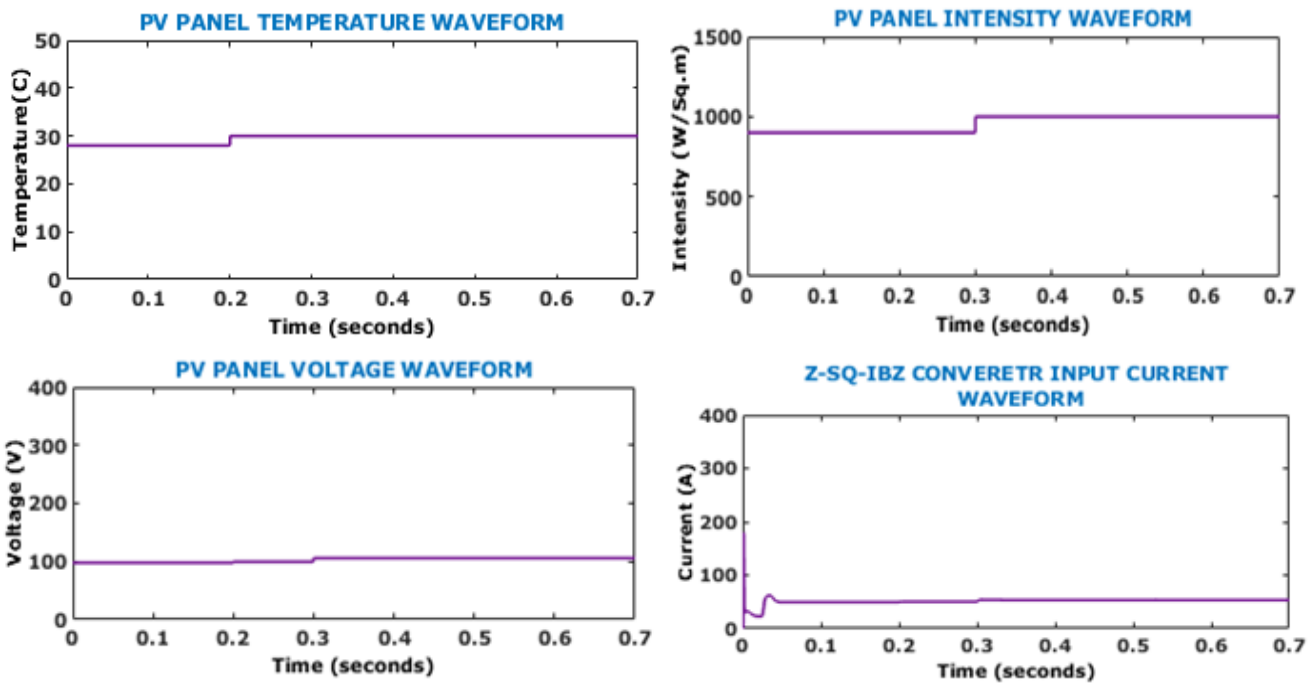 PV PANEL TEMPERATURE WAVEFORM
50
40
30
20
10
0
Temperature(C)
0 0.1 0.2 0.3 0.4 0.5 0.6 0.7
Time (seconds)
PV PANEL INTENSITY WAVEFORM
1500
1000
500
0
Intensity (W/Sq.m)
0 0.1 0.2 0.3 0.4 0.5 0.6 0.7
Time (seconds)
PV PANEL VOLTAGE WAVEFORM
400
300
200
100
0
Voltage (V)
0 0.1 0.2 0.3 0.4 0.5 0.6 0.7
Time (seconds)
Z-SQ-IBZ CONVERETR INPUT CURRENT
WAVEFORM
400
300
200
100
0
Current (A)
0 0.1 0.2 0.3 0.4 0.5 0.6 0.7
Time (seconds)